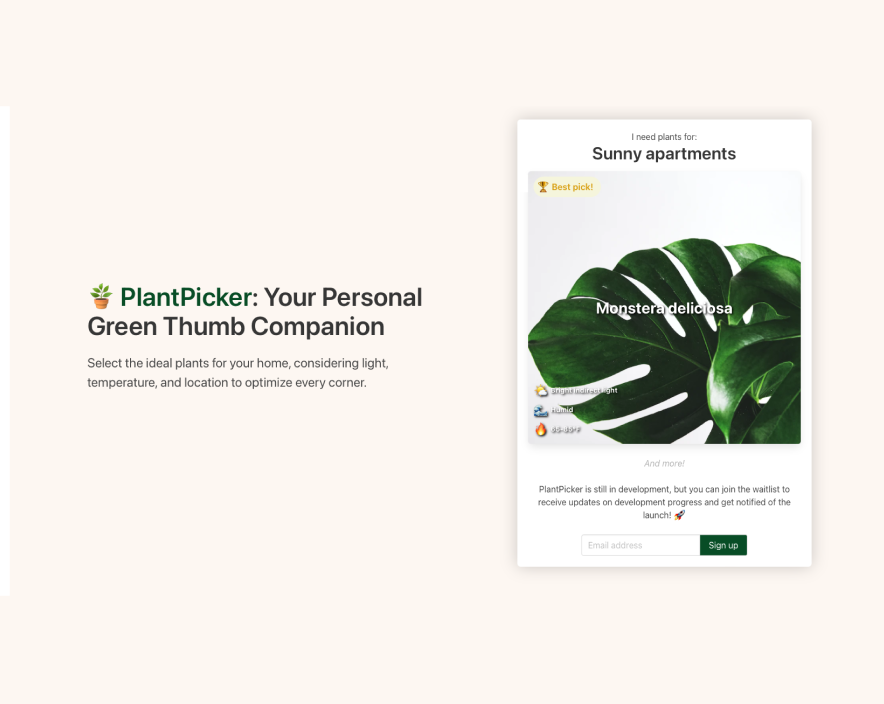 PlantPicker: Your Personal
Green Thumb Companion
Select the ideal plants for your home, considering light,
temperature, and location to optimize every corner.
I need plants for:
Sunny apartments
Best pick!
Monstera deliciosa
Bright indirect light
Humid
65-85°F
And more!
PlantPicker is still in development, but you can join the waitlist to
receive updates on development progress and get notified of the
launch! 🚀
Email address
Sign up